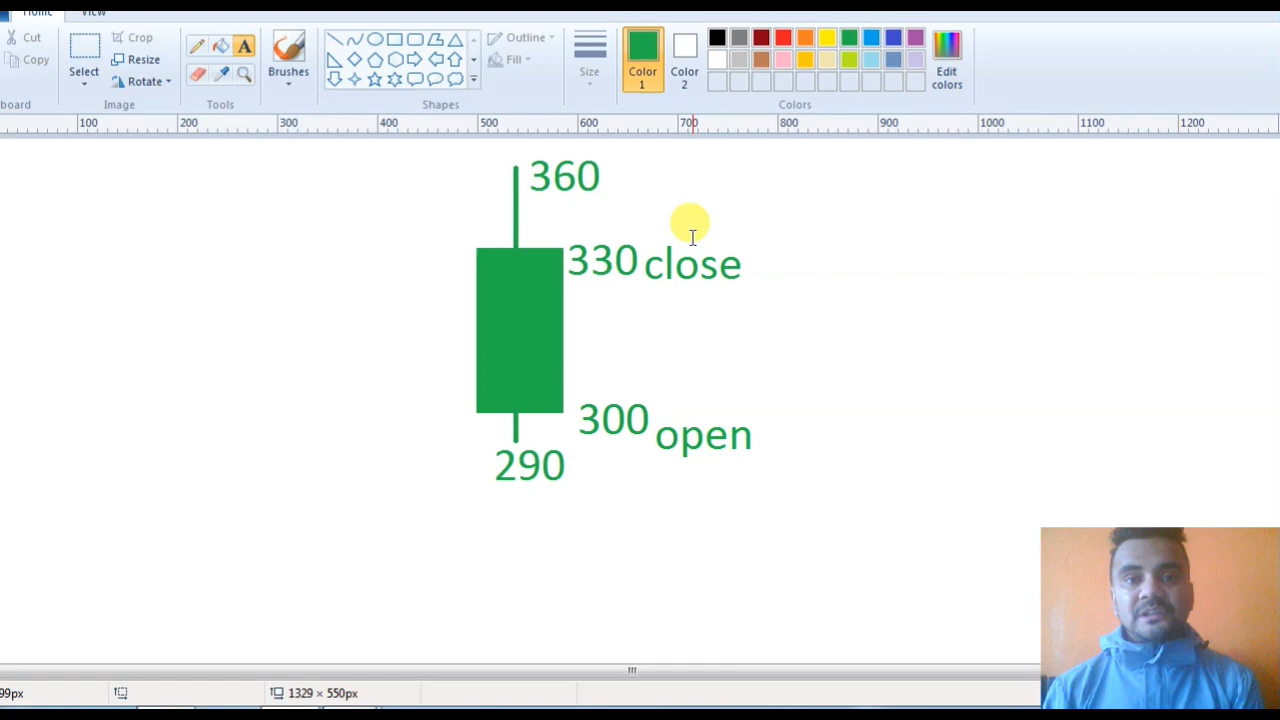 Home View
Cut
Copy
Select
Crop
Resize
Rotate
A
Brushes
Outline
Fill
Size
Color 1
Color 2
Edit colors
Image
Tools
Shapes
Colors
100 200 300 400 500 600 700 800 900 1000 1100 1200
360
330 close
300 open
290
1329 × 550px